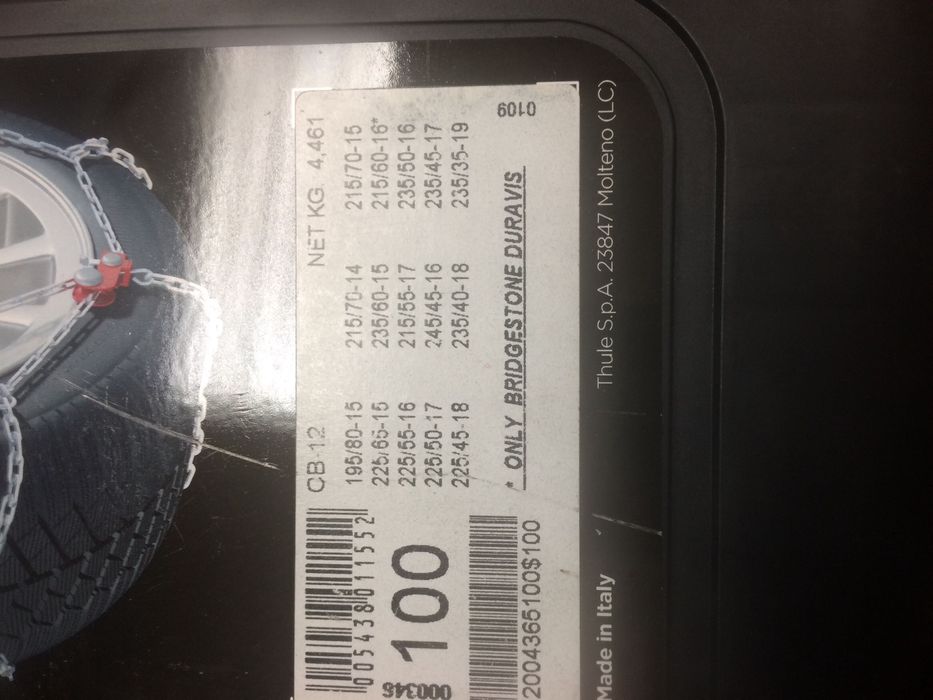 CB-12 NET KG. 4,461
195/80-15 215/70-14 215/70-15
225/65-15 235/60-15 215/60-16*
225/55-16 215/55-17 235/50-16
225/50-17 245/45-16 235/45-17
225/45-18 235/40-18 235/35-19
* ONLY BRIDGESTONE DURAVIS
0109
00543801155 2
000346
100
2004365100$100
Made in Italy Thule S.p.A. 23847 Molteno (LC)